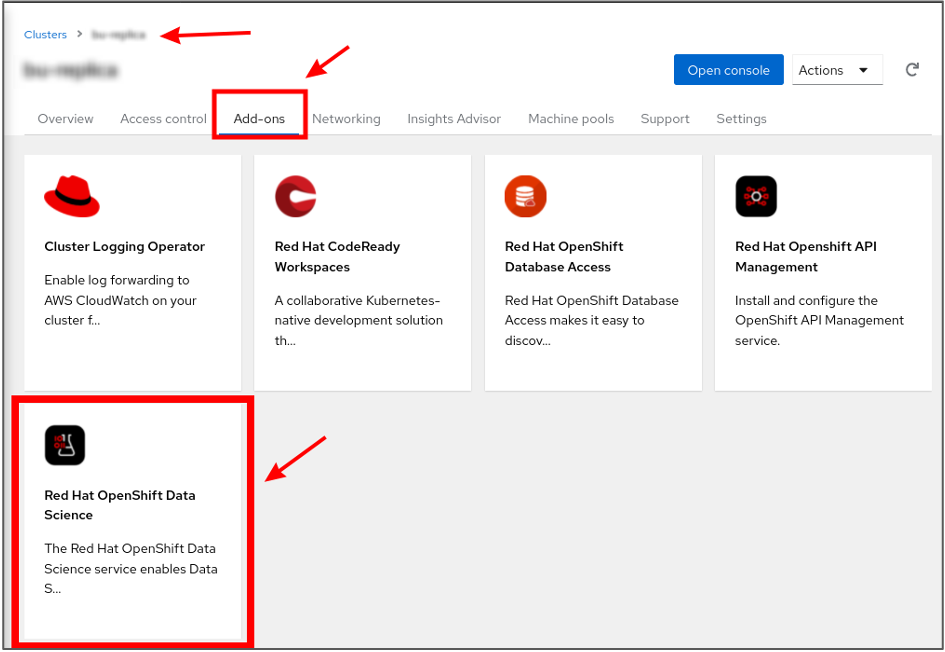 Clusters >
Open console
Actions
Overview Access control Add-ons Networking Insights Advisor Machine pools Support Settings
Cluster Logging Operator
Enable log forwarding to
AWS CloudWatch on your
cluster f...
Red Hat CodeReady
Workspaces
A collaborative Kubernetes-
native development solution
th...
Red Hat OpenShift
Database Access
Red Hat OpenShift Database
Access makes it easy to
discov...
Red Hat Openshift API
Management
Install and configure the
OpenShift API Management
service.
Red Hat OpenShift Data
Science
The Red Hat OpenShift Data
Science service enables Data
S...